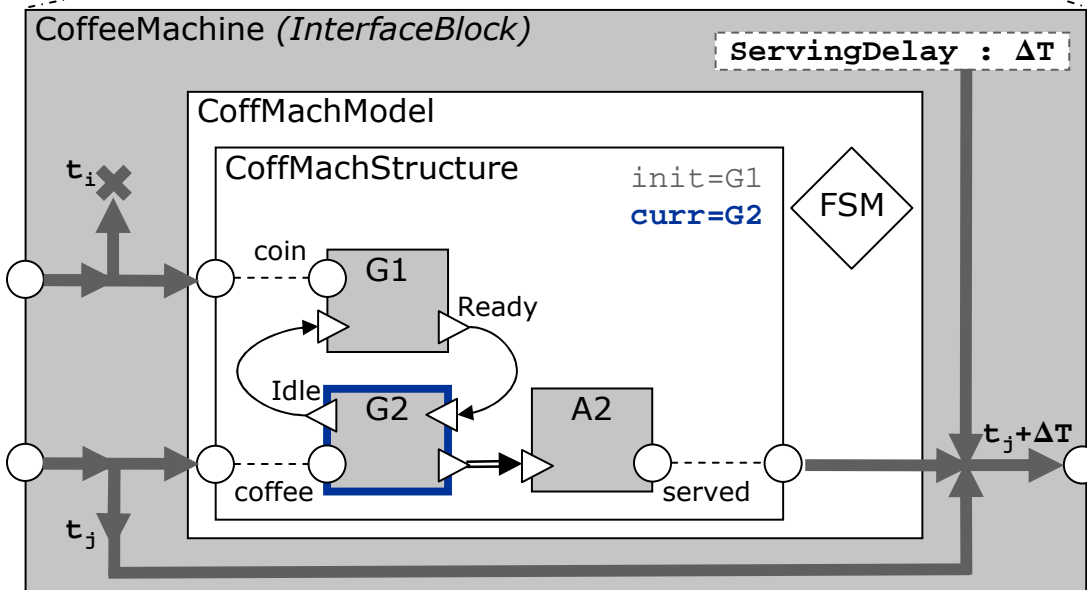 CoffeeMachine (InterfaceBlock)
ServingDelay : ΔT
CoffMachModel
CoffMachStructure
init=G1
curr=G2
FSM
tᵢ
coin
G1
Ready
Idle
G2
A2
tⱼ+ΔT
coffee
served
tⱼ